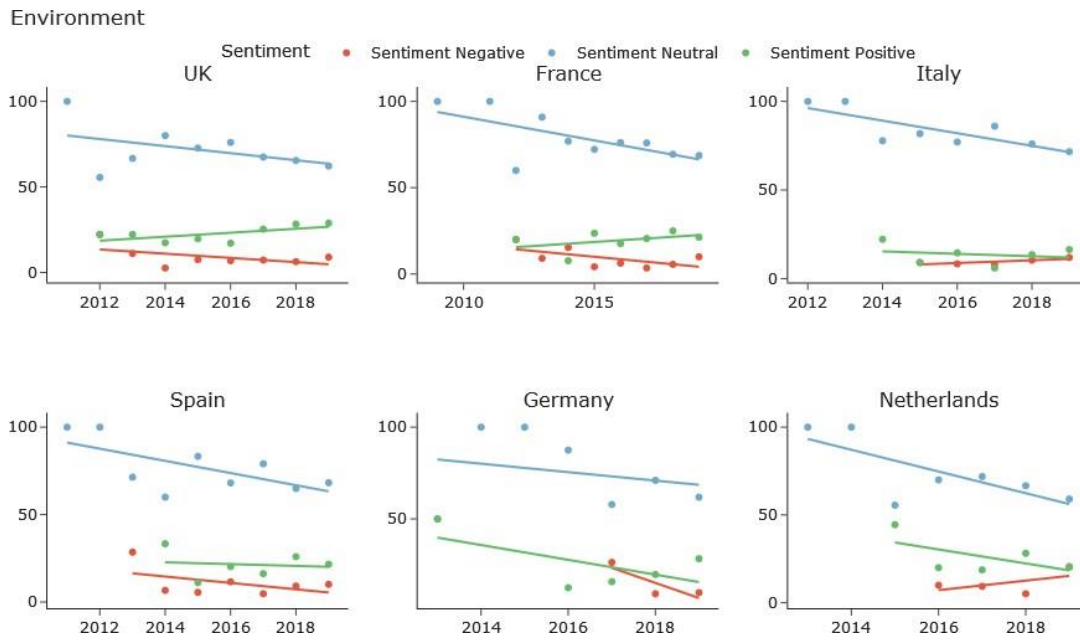 Environment
Sentiment Sentiment Negative Sentiment Neutral Sentiment Positive
UK France Italy
100 100 100
50 50 50
0 0 0
2012 2014 2016 2018 2010 2015 2012 2014 2016 2018
Spain Germany Netherlands
100 100 100
50 50 50
0 0
2012 2014 2016 2018 2014 2016 2018 2014 2016 2018